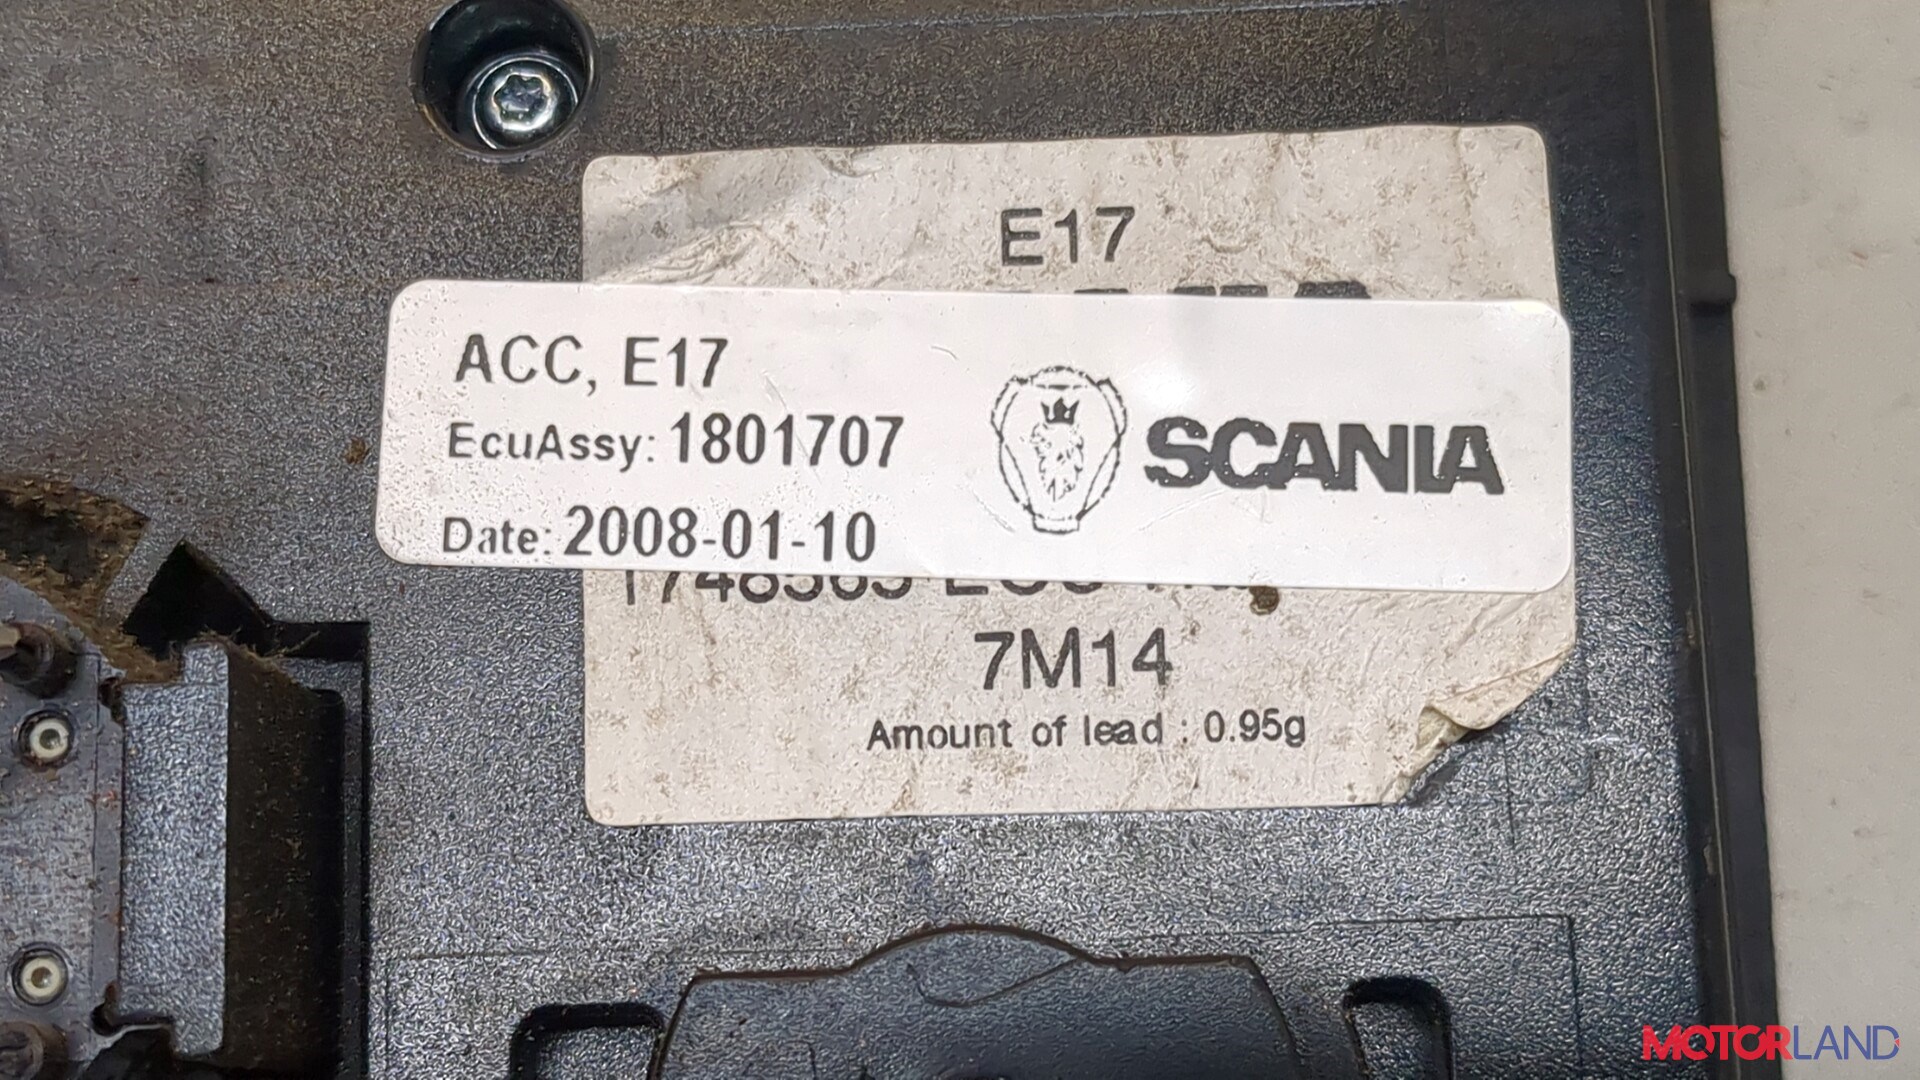 E17
ACC, E17
EcuAssy: 1801707
SCANIA
Date: 2008-01-10
7M14
Amount of lead : 0.95g
MOTORLAND